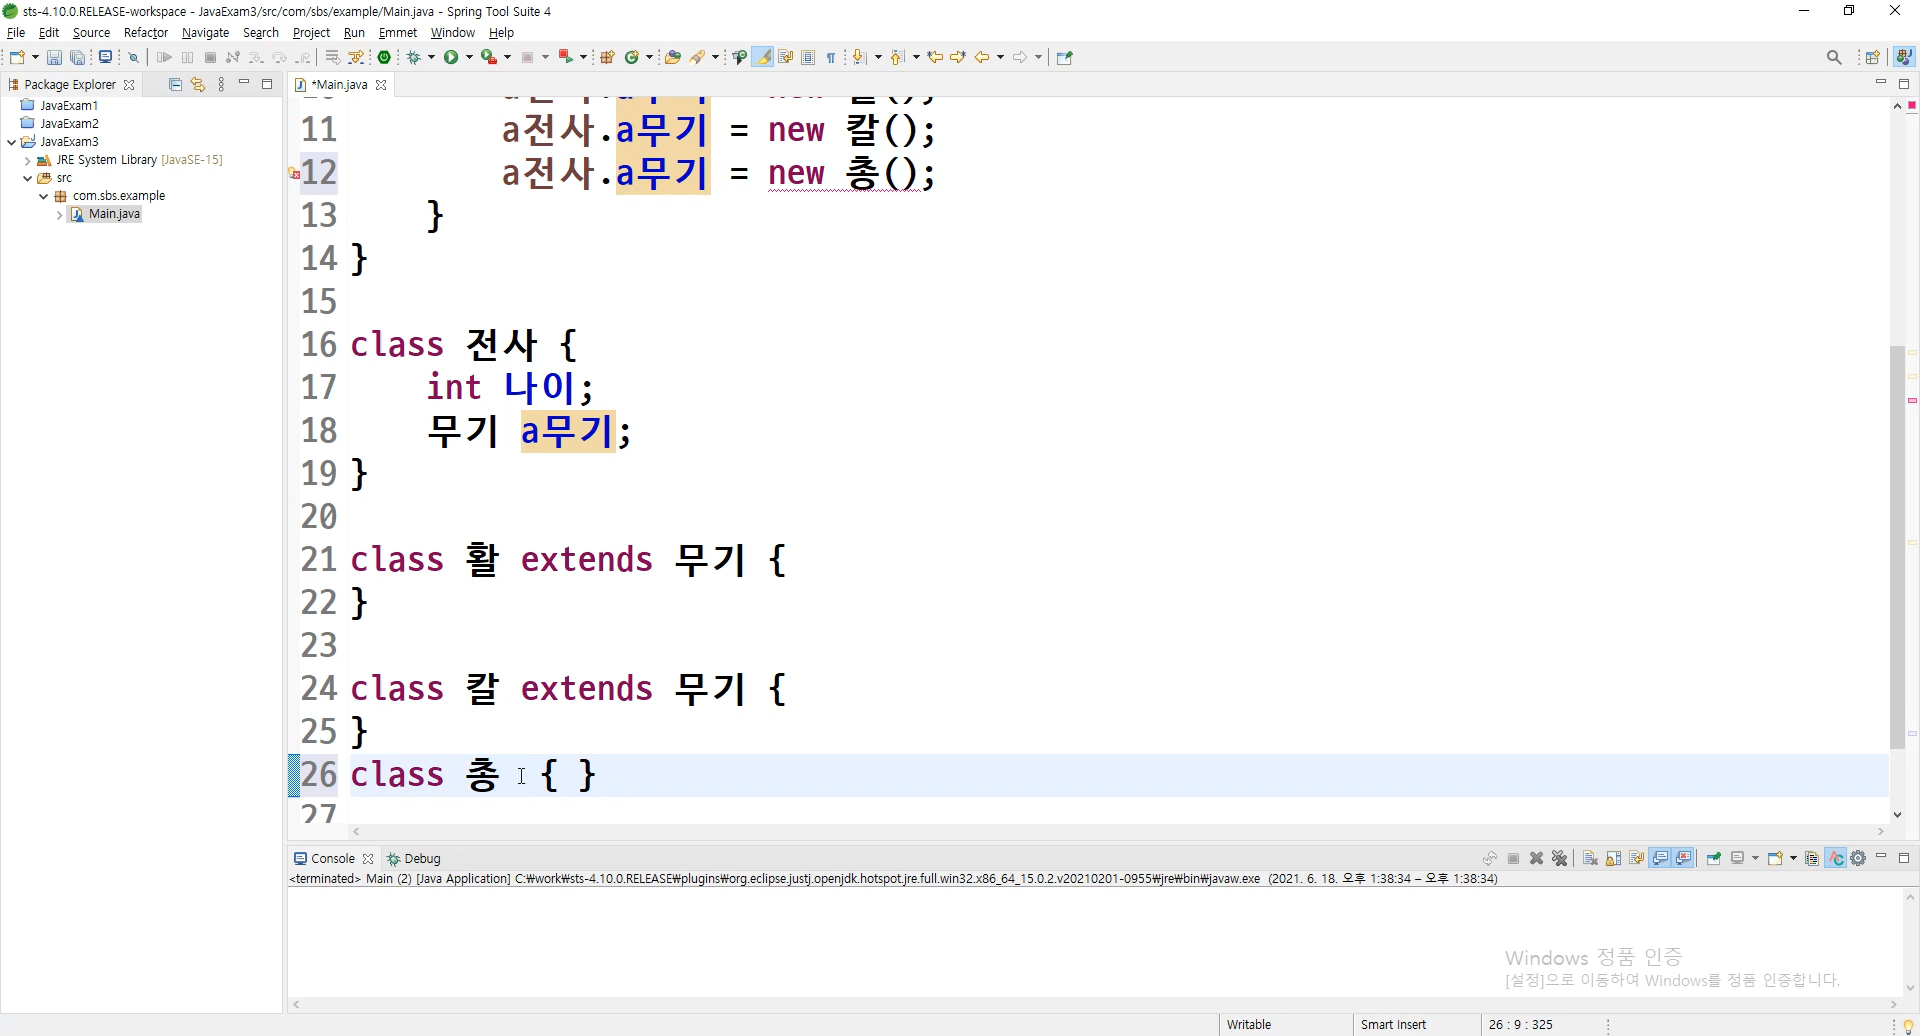 sts-4.10.0.RELEASE-workspace - JavaExam3/src/com/sbs/example/Main.java - Spring Tool Suite 4
File Edit Source Refactor Navigate Search Project Run Emmet Window Help
Package Explorer
*Main.java
JavaExam1
JavaExam2
JavaExam3
JRE System Library [JavaSE-15]
src
com.sbs.example
Main.java
11 a전사.a무기 = new 칼();
12 a전사.a무기 = new 총();
13 }
14 }
15
16 class 전사 {
17 int 나이;
18 무기 a무기;
19 }
20
21 class 활 extends 무기 {
22 }
23
24 class 칼 extends 무기 {
25 }
26 class 총 { }
27
Console Debug
<terminated> Main (2) [Java Application] C:₩work₩sts-4.10.0.RELEASE₩plugins₩org.eclipse.justj.openjdk.hotspot.jre.full.win32.x86_64_15.0.2.v20210201-0955₩jre₩bin₩javaw.exe (2021. 6. 18. 오후 1:38:34 – 오후 1:38:34)
Windows 정품 인증
[설정]으로 이동하여 Windows를 정품 인증합니다.
Writable Smart Insert 26 : 9 : 325